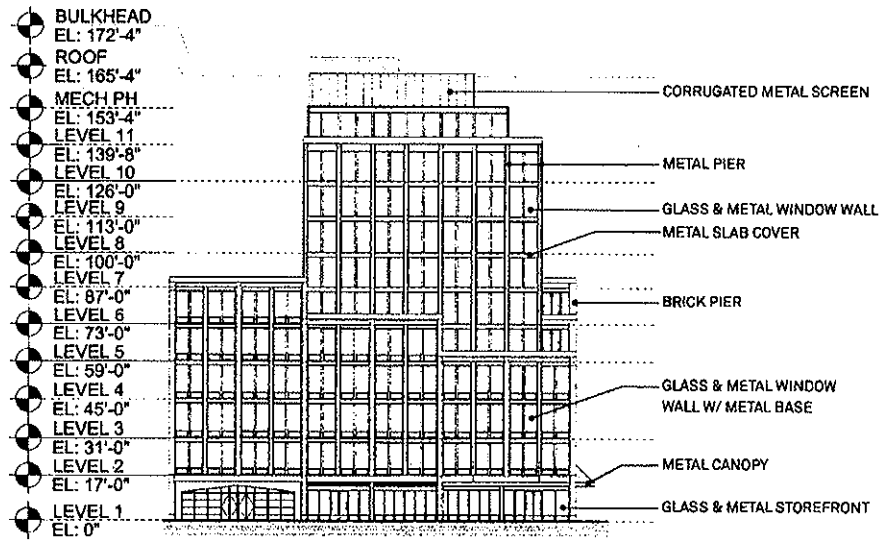 BULKHEAD
EL: 172'-4"
ROOF
EL: 165'-4"
MECH PH
EL: 153'-4"
LEVEL 11
EL: 139'-8"
LEVEL 10
EL: 126'-0"
LEVEL 9
EL: 113'-0"
LEVEL 8
EL: 100'-0"
LEVEL 7
EL: 87'-0"
LEVEL 6
EL: 73'-0"
LEVEL 5
EL: 59'-0"
LEVEL 4
EL: 45'-0"
LEVEL 3
EL: 31'-0"
LEVEL 2
EL: 17'-0"
LEVEL 1
EL: 0"
CORRUGATED METAL SCREEN
METAL PIER
GLASS & METAL WINDOW WALL
METAL SLAB COVER
BRICK PIER
GLASS & METAL WINDOW
WALL W/ METAL BASE
METAL CANOPY
GLASS & METAL STOREFRONT